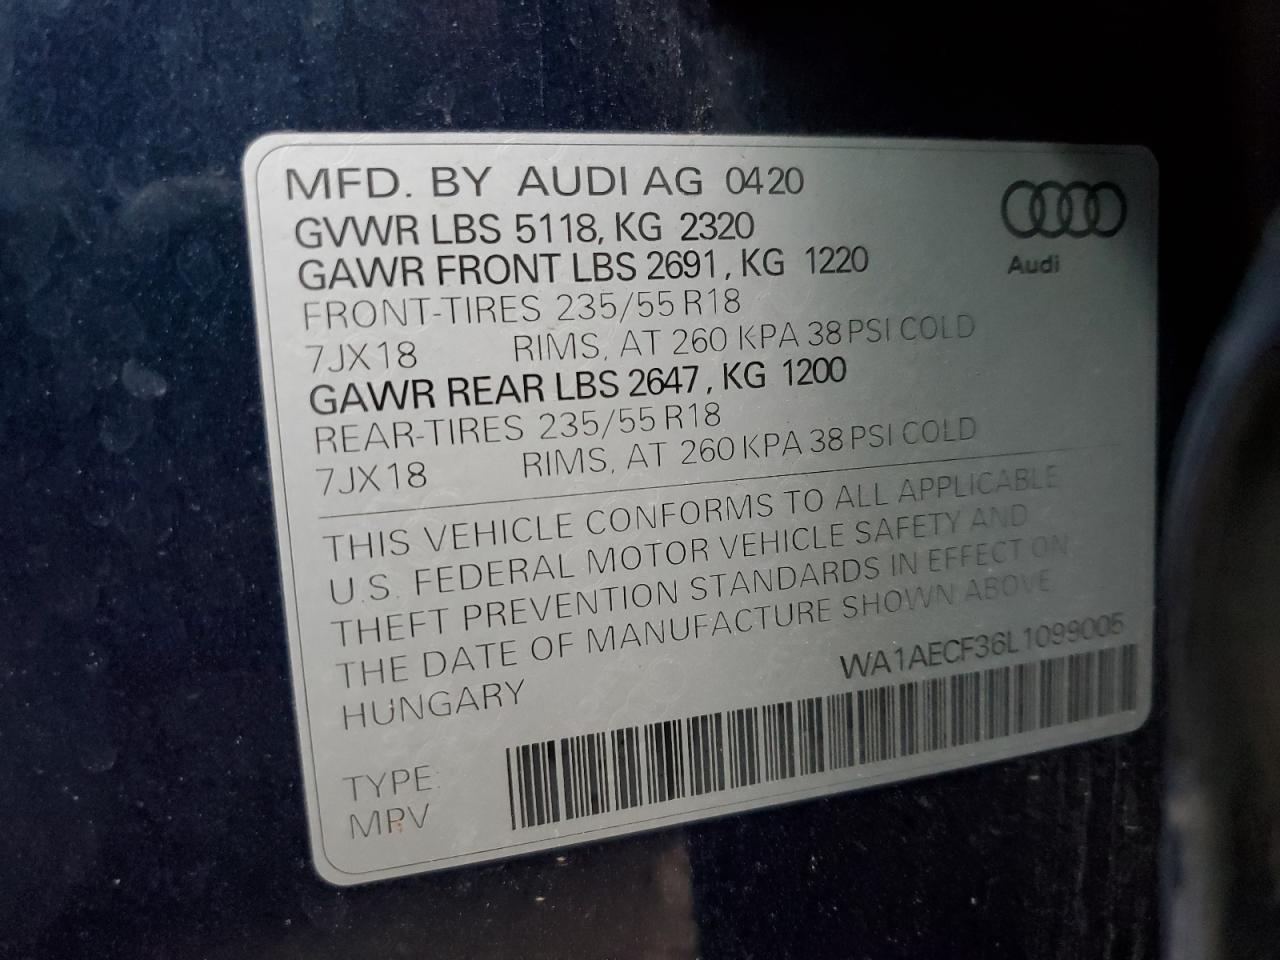 MFD. BY AUDI AG 0420
GVWR LBS 5118, KG 2320
GAWR FRONT LBS 2691, KG 1220
FRONT-TIRES 235/55 R18
7JX18 RIMS, AT 260 KPA 38 PSI COLD
GAWR REAR LBS 2647, KG 1200
REAR-TIRES 235/55 R18
7JX18 RIMS, AT 260 KPA 38 PSI COLD
Audi
THIS VEHICLE CONFORMS TO ALL APPLICABLE
U.S. FEDERAL MOTOR VEHICLE SAFETY AND
THEFT PREVENTION STANDARDS IN EFFECT ON
THE DATE OF MANUFACTURE SHOWN ABOVE
HUNGARY
WA1AECF36L1099005
TYPE:
MPV